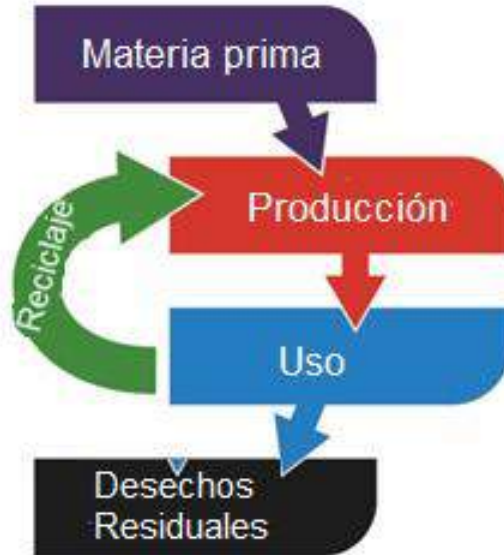 Materia prima
Producción
Reciclaje
Uso
Desechos
Residuales